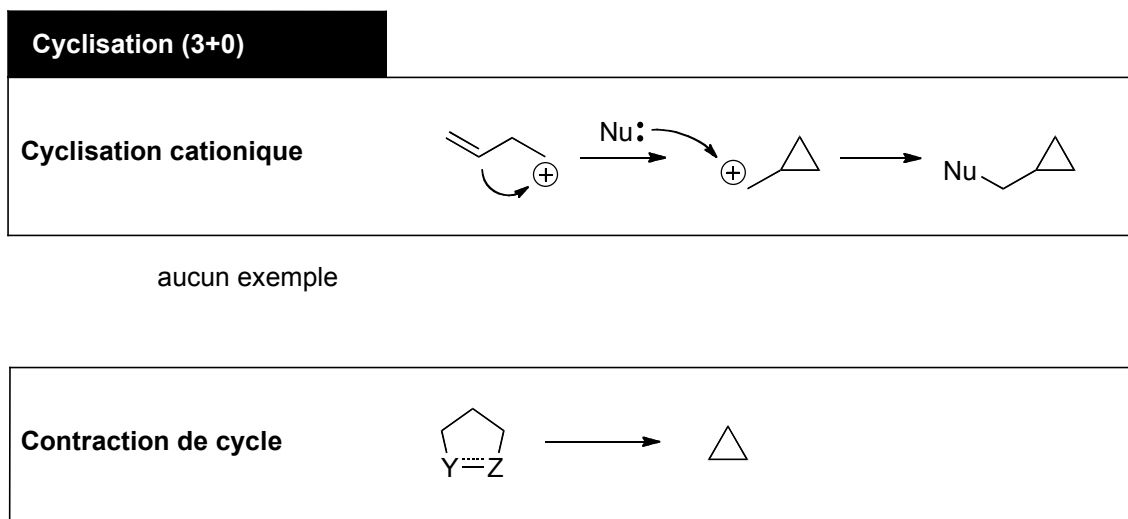 Cyclisation (3+0)
Cyclisation cationique
Nu:
+
+
Nu
aucun exemple
Contraction de cycle
Y Z